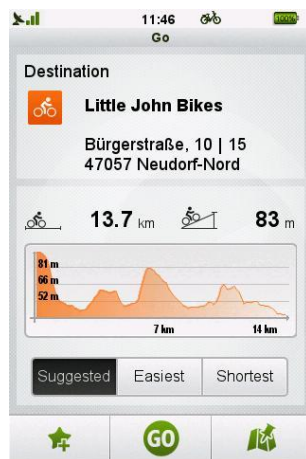 11:46
100%
Go
Destination
Little John Bikes
Bürgerstraße, 10 | 15
47057 Neudorf-Nord
13.7 km 83 m
81 m
66 m
52 m
7 km 14 km
Suggested Easiest Shortest
GO